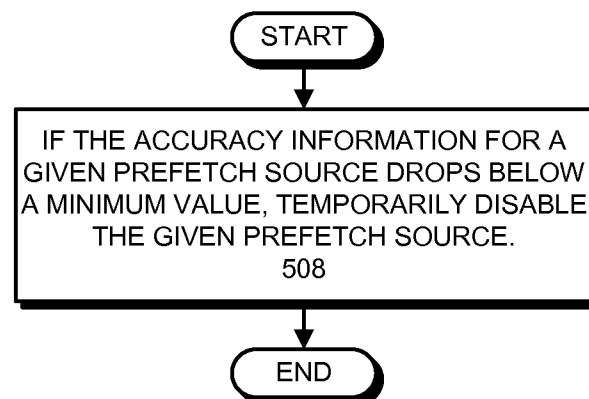 START
IF THE ACCURACY INFORMATION FOR A
GIVEN PREFETCH SOURCE DROPS BELOW
A MINIMUM VALUE, TEMPORARILY DISABLE
THE GIVEN PREFETCH SOURCE.
508
END